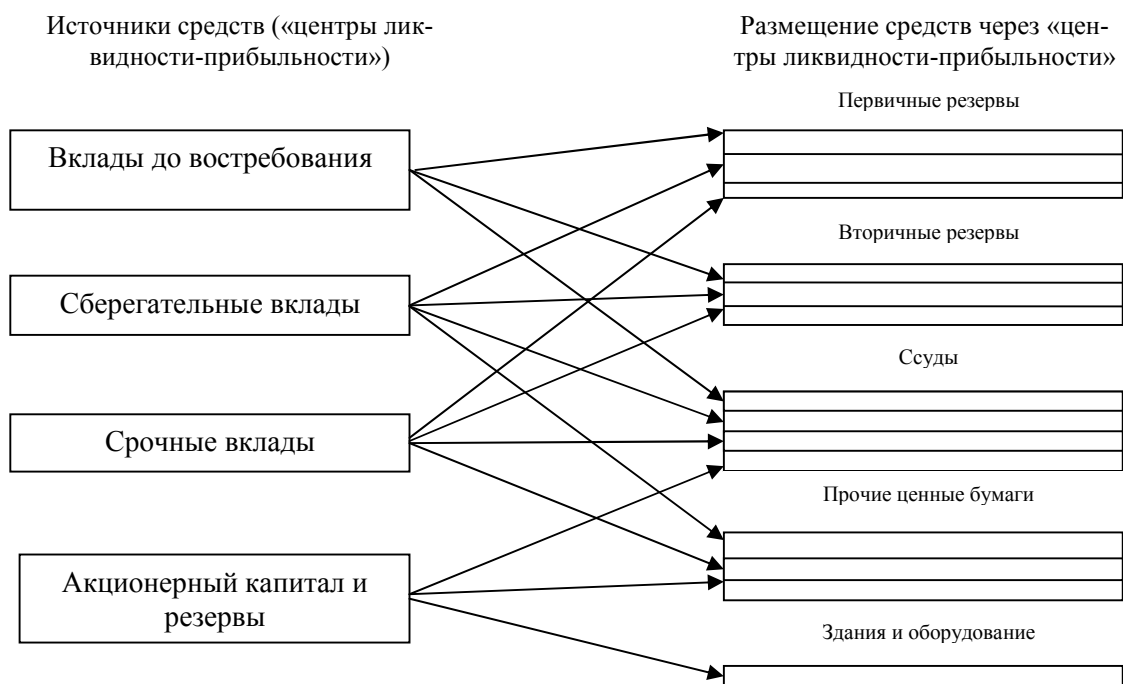 Источники средств («центры лик-
видности-прибыльности»)
Размещение средств через «цен-
тры ликвидности-прибыльности“
Первичные резервы
Вклады до востребования
Вторичные резервы
Сберегательные вклады
Ссуды
Срочные вклады
Прочие ценные бумаги
Акционерный капитал и
резервы
Здания и оборудование